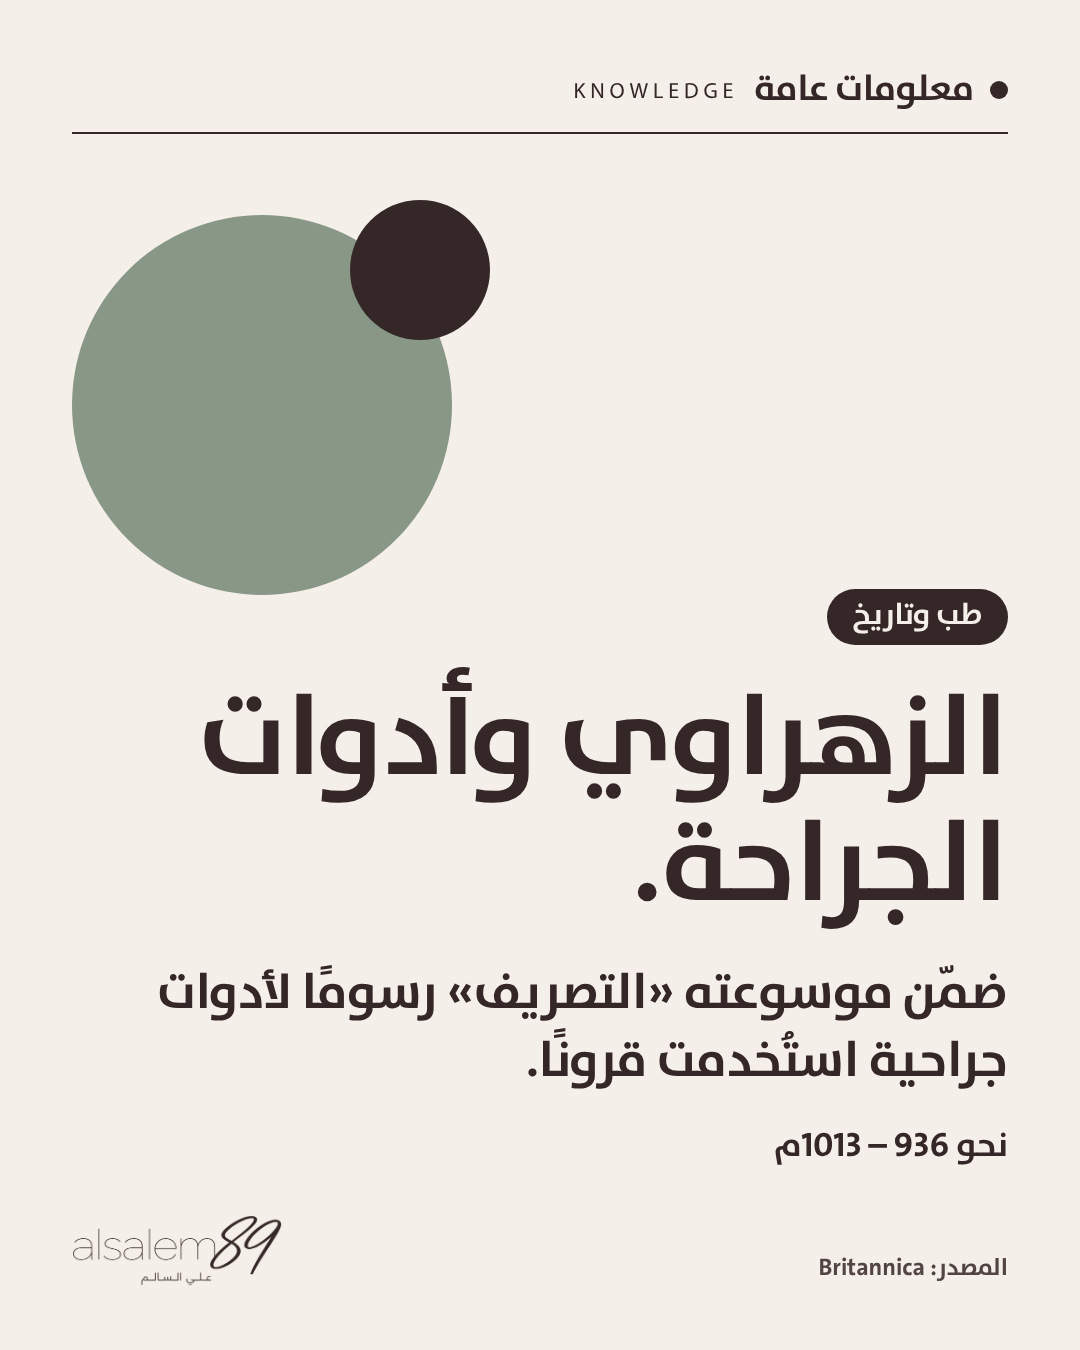 معلومات عامة KNOWLEDGE
طب وتاريخ
الزهراوي وأدوات
الجراحة.
ضمّن موسوعته «التصريف» رسومًا لأدوات
جراحية استُخدمت قرونًا.
نحو 936 – 1013م
المصدر: Britannica
alsalem89
علي السالم